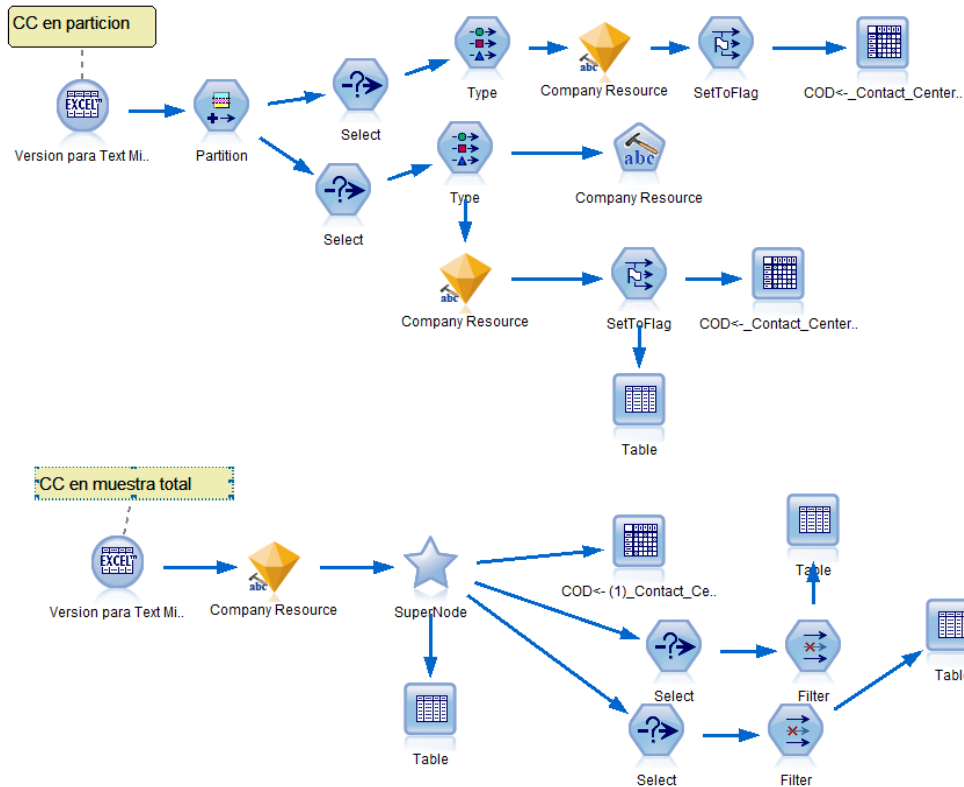 CC en particion
EXCEL™
Version para Text Mi..
Partition
Select
Type
abc
Company Resource
SetToFlag
COD<-_Contact_Center..
Select
Type
abc
Company Resource
abc
Company Resource
SetToFlag
COD<-_Contact_Center..
Table
CC en muestra total
EXCEL™
Version para Text Mi..
abc
Company Resource
SuperNode
COD<- (1)_Contact_Ce..
Table
Table
Select
Filter
Table
Select
Filter